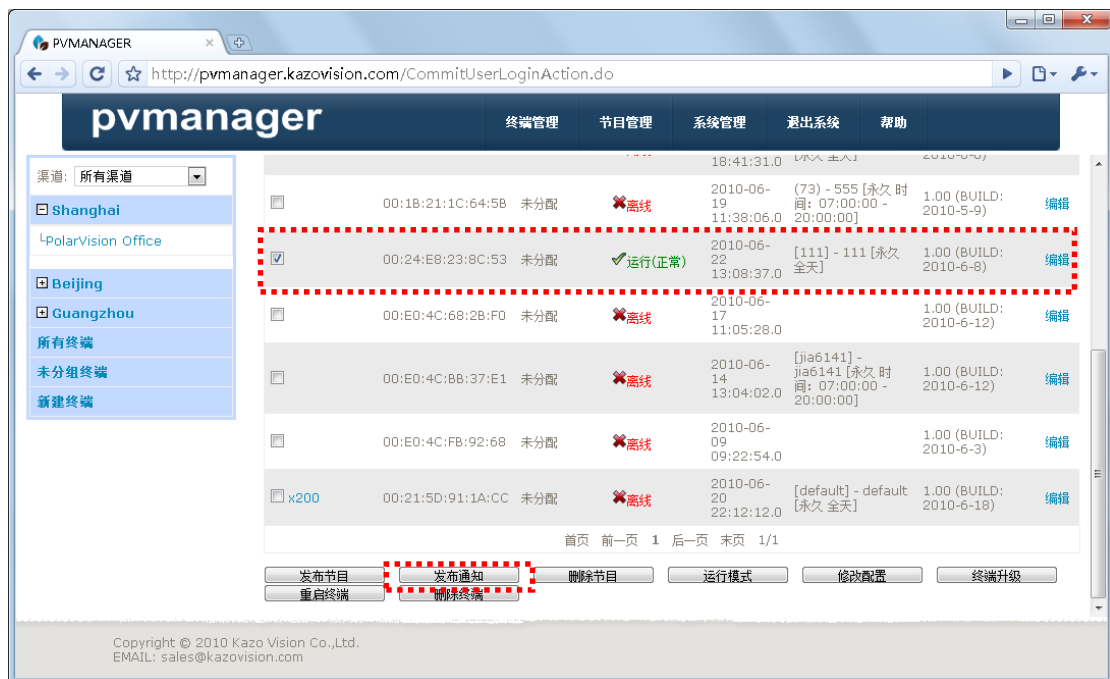 PVMANAGER
http://pvmanager.kazovision.com/CommitUserLoginAction.do
pvmanager
终端管理 节目管理 系统管理 退出系统 帮助
渠道: 所有渠道
Shanghai
PolarVision Office
Beijing
Guangzhou
所有终端
未分组终端
新建终端
18:41:31.0 [永久 全天] 2010-6-6)
00:1B:21:1C:64:5B 未分配 离线 2010-06-19 11:38:06.0 (73) - 555 [永久 时间: 07:00:00 - 20:00:00] 1.00 (BUILD: 2010-5-9) 编辑
00:24:E8:23:8C:53 未分配 运行(正常) 2010-06-22 13:08:37.0 [111] - 111 [永久 全天] 1.00 (BUILD: 2010-6-8) 编辑
00:E0:4C:68:2B:F0 未分配 离线 2010-06-17 11:05:28.0 1.00 (BUILD: 2010-6-12) 编辑
00:E0:4C:BB:37:E1 未分配 离线 2010-06-14 13:04:02.0 [jia6141] - jia6141 [永久 时间: 07:00:00 - 20:00:00] 1.00 (BUILD: 2010-6-12) 编辑
00:E0:4C:FB:92:68 未分配 离线 2010-06-09 09:22:54.0 1.00 (BUILD: 2010-6-3) 编辑
x200 00:21:5D:91:1A:CC 未分配 离线 2010-06-20 22:12:12.0 [default] - default [永久 全天] 1.00 (BUILD: 2010-6-18) 编辑
首页 前一页 1 后一页 末页 1/1
发布节目 发布通知 删除节目 运行模式 修改配置 终端升级
重启终端 删除终端
Copyright © 2010 Kazo Vision Co.,Ltd.
EMAIL: sales@kazovision.com